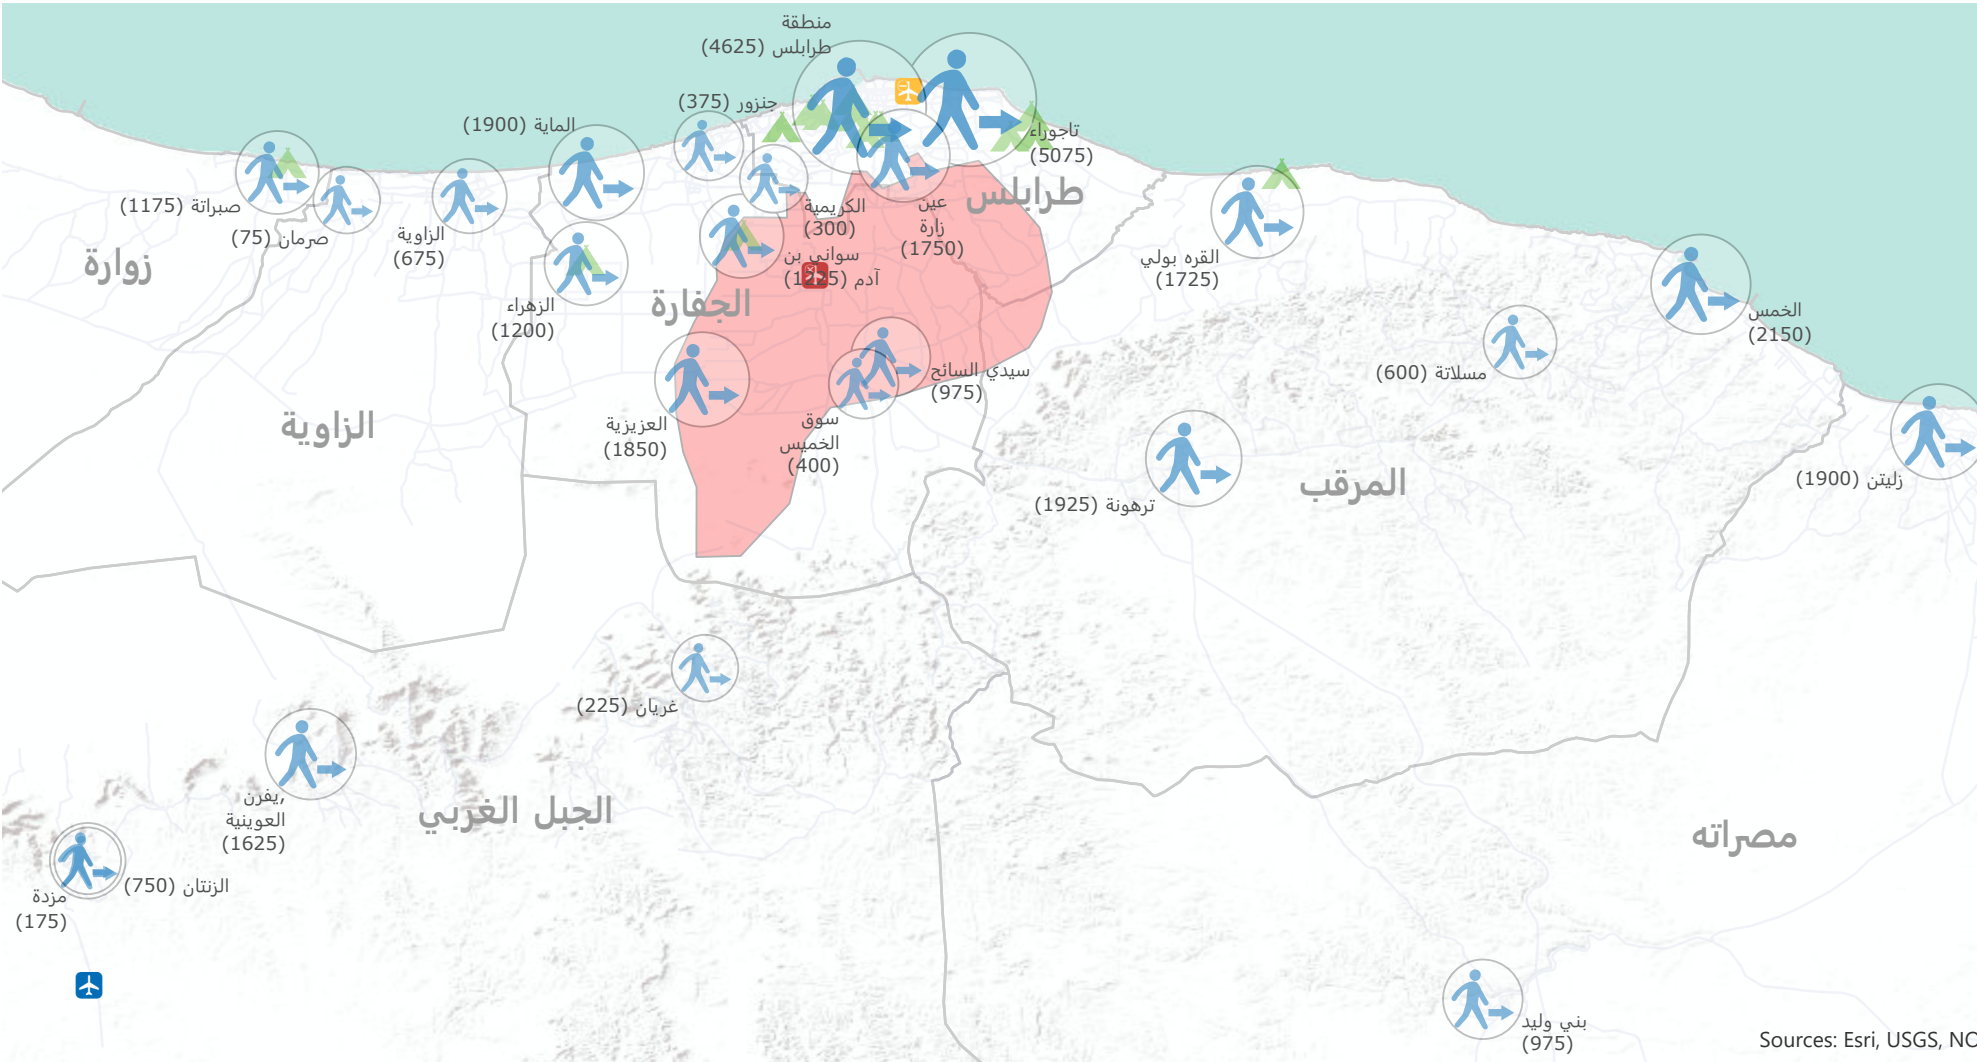 منطقة
طرابلس (4625)
جنزور (375)
الماية (1900)
تاجوراء
(5075)
طرابلس
صبراتة (1175)
صرمان (75)
الزاوية
(675)
الكريمية
(300)
عين
زارة
(1750)
سواني بن
آدم (1225)
القره بولي
(1725)
زوارة
الجفارة
الزهراء
(1200)
الخمس
(2150)
مسلاتة (600)
سيدي السائح
(975)
العزيزية
(1850)
سوق
الخميس
(400)
الزاوية
المرقب
ترهونة (1925)
زليتن (1900)
غريان (225)
يفرن,
العوينية
(1625)
الجبل الغربي
مصراته
الزنتان (750)
مزدة
(175)
بني وليد
(975)
Sources: Esri, USGS, NO